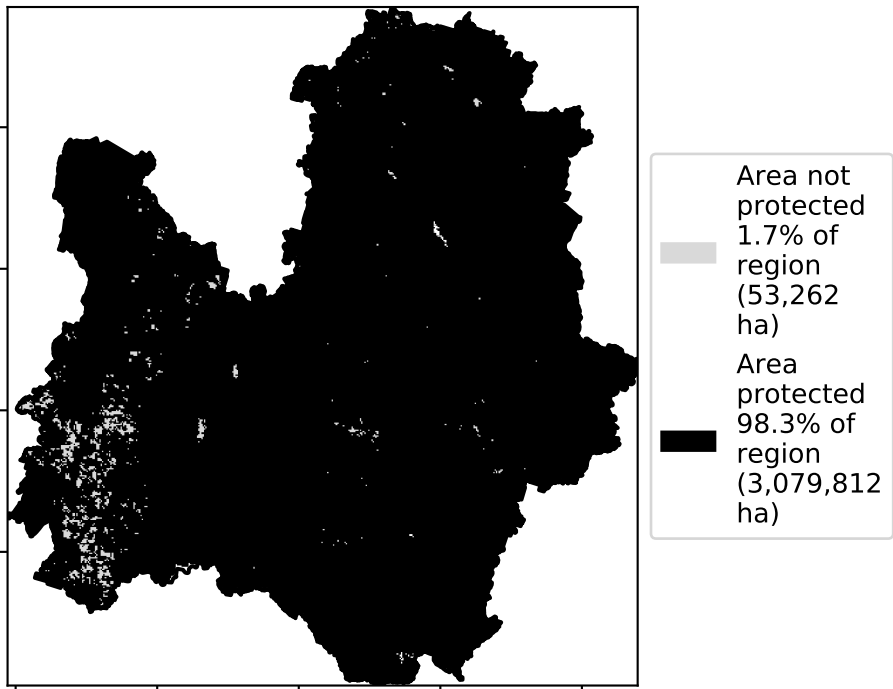 Area not
protected
1.7% of
region
(53,262
ha)
Area
protected
98.3% of
region
(3,079,812
ha)